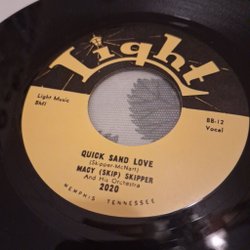 Light
Light Music
BMI
BB-12
Vocal
QUICK SAND LOVE
(Skipper-McNart)
MACY (SKIP) SKIPPER
And His Orchestra
2020
MEMPHIS TENNESSEE